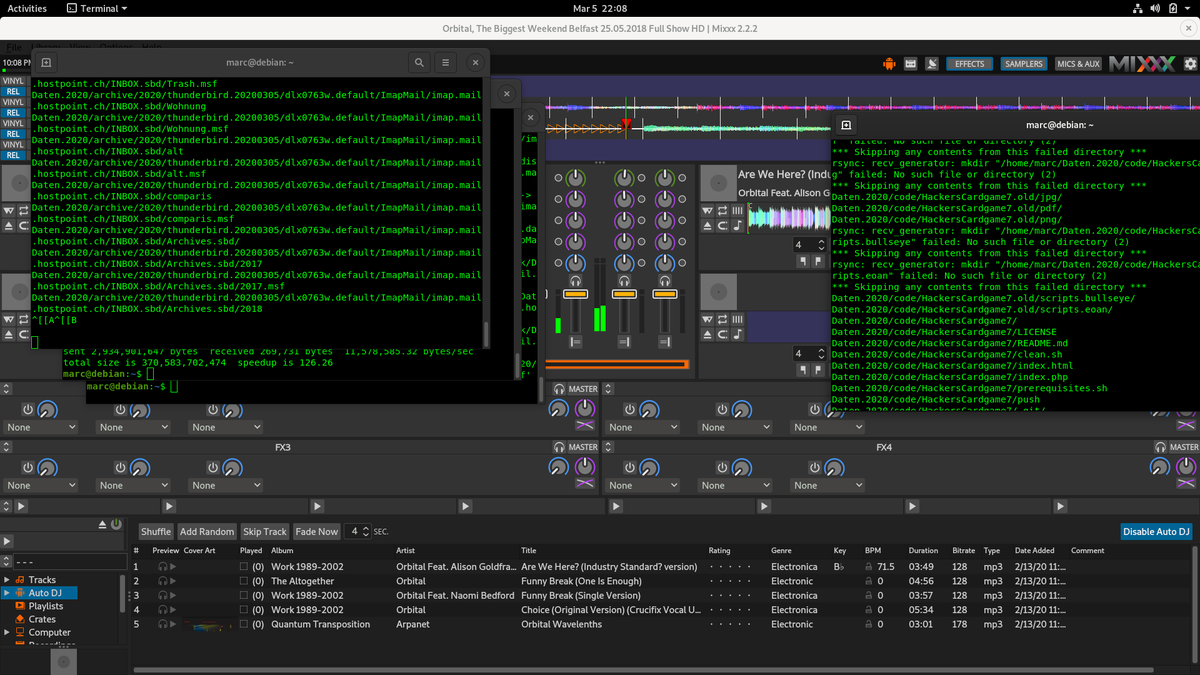 Activities Terminal Mar 5 22:08
Orbital, The Biggest Weekend Belfast 25.05.2018 Full Show HD | Mixxx 2.2.2
File Library View Options Help
10:08 PM
EFFECTS SAMPLERS MICS & AUX MIXXX
VINYL
REL
VINYL
REL
VINYL
REL
VINYL
REL
marc@debian: ~
.hostpoint.ch/INBOX.sbd/Trash.msf
Daten.2020/archive/2020/thunderbird.20200305/dlx0763w.default/ImapMail/imap.mail
.hostpoint.ch/INBOX.sbd/Wohnung
Daten.2020/archive/2020/thunderbird.20200305/dlx0763w.default/ImapMail/imap.mail
.hostpoint.ch/INBOX.sbd/Wohnung.msf
Daten.2020/archive/2020/thunderbird.20200305/dlx0763w.default/ImapMail/imap.mail
.hostpoint.ch/INBOX.sbd/alt
Daten.2020/archive/2020/thunderbird.20200305/dlx0763w.default/ImapMail/imap.mail
.hostpoint.ch/INBOX.sbd/alt.msf
Daten.2020/archive/2020/thunderbird.20200305/dlx0763w.default/ImapMail/imap.mail
.hostpoint.ch/INBOX.sbd/comparis
Daten.2020/archive/2020/thunderbird.20200305/dlx0763w.default/ImapMail/imap.mail
.hostpoint.ch/INBOX.sbd/comparis.msf
Daten.2020/archive/2020/thunderbird.20200305/dlx0763w.default/ImapMail/imap.mail
.hostpoint.ch/INBOX.sbd/Archives.sbd/
Daten.2020/archive/2020/thunderbird.20200305/dlx0763w.default/ImapMail/imap.mail
.hostpoint.ch/INBOX.sbd/Archives.sbd/2017
Daten.2020/archive/2020/thunderbird.20200305/dlx0763w.default/ImapMail/imap.mail
.hostpoint.ch/INBOX.sbd/Archives.sbd/2017.msf
Daten.2020/archive/2020/thunderbird.20200305/dlx0763w.default/ImapMail/imap.mail
.hostpoint.ch/INBOX.sbd/Archives.sbd/2018
^[[A^[[B
sent 2,934,901,647 bytes received 269,731 bytes 11,578,585.32 bytes/sec
total size is 370,583,702,474 speedup is 126.26
marc@debian:~$
marc@debian:~$
Are We Here? (Indu
Orbital Feat. Alison G
4
4
marc@debian: ~
" failed: No such file or directory (2)
*** Skipping any contents from this failed directory ***
rsync: recv_generator: mkdir "/home/marc/Daten.2020/code/HackersC
g" failed: No such file or directory (2)
*** Skipping any contents from this failed directory ***
Daten.2020/code/HackersCardgame7.old/jpg/
Daten.2020/code/HackersCardgame7.old/pdf/
Daten.2020/code/HackersCardgame7.old/png/
rsync: recv_generator: mkdir "/home/marc/Daten.2020/code/HackersCa
ripts.bullseye" failed: No such file or directory (2)
*** Skipping any contents from this failed directory ***
rsync: recv_generator: mkdir "/home/marc/Daten.2020/code/HackersCa
ripts.eoan" failed: No such file or directory (2)
*** Skipping any contents from this failed directory ***
Daten.2020/code/HackersCardgame7.old/scripts.bullseye/
Daten.2020/code/HackersCardgame7.old/scripts.eoan/
Daten.2020/code/HackersCardgame7/
Daten.2020/code/HackersCardgame7/LICENSE
Daten.2020/code/HackersCardgame7/README.md
Daten.2020/code/HackersCardgame7/clean.sh
Daten.2020/code/HackersCardgame7/index.html
Daten.2020/code/HackersCardgame7/index.php
Daten.2020/code/HackersCardgame7/prerequisites.sh
Daten.2020/code/HackersCardgame7/push
Daten.2020/code/HackersCardgame7/.git/
MASTER
None None None None None None
FX3 MASTER FX4 MASTER
None None None None None None
Shuffle Add Random Skip Track Fade Now 4 SEC. Disable Auto DJ
---
Tracks
Auto DJ
Playlists
Crates
Computer
Recordings
# Preview Cover Art Played Album Artist Title Rating Genre Key BPM Duration Bitrate Type Date Added Comment
1 (0) Work 1989-2002 Orbital Feat. Alison Goldfra... Are We Here? (Industry Standard? version) Electronica B♭ 71.5 03:49 128 mp3 2/13/20 11:...
2 (0) The Altogether Orbital Funny Break (One Is Enough) Electronic 0 04:56 128 mp3 2/13/20 11:...
3 (0) Work 1989-2002 Orbital Feat. Naomi Bedford Funny Break (Single Version) Electronica 0 03:57 128 mp3 2/13/20 11:...
4 (0) Work 1989-2002 Orbital Choice (Original Version) (Crucifix Vocal U... Electronica 0 05:34 128 mp3 2/13/20 11:...
5 (0) Quantum Transposition Arpanet Orbital Wavelenths Electronic 0 03:01 178 mp3 2/13/20 11:...